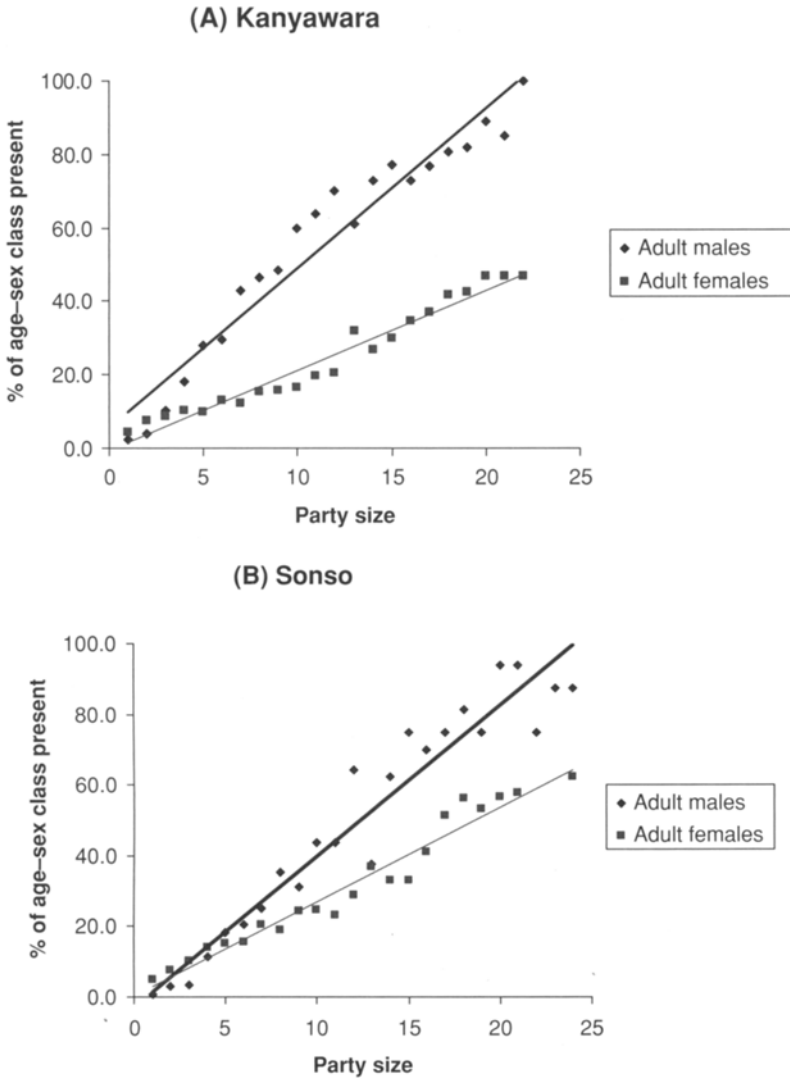 (A) Kanyawara
100.0
80.0
60.0
40.0
20.0
0.0
% of age–sex class present
0 5 10 15 20 25
Party size
Adult males
Adult females
(B) Sonso
100.0
80.0
60.0
40.0
20.0
0.0
% of age–sex class present
0 5 10 15 20 25
Party size
Adult males
Adult females